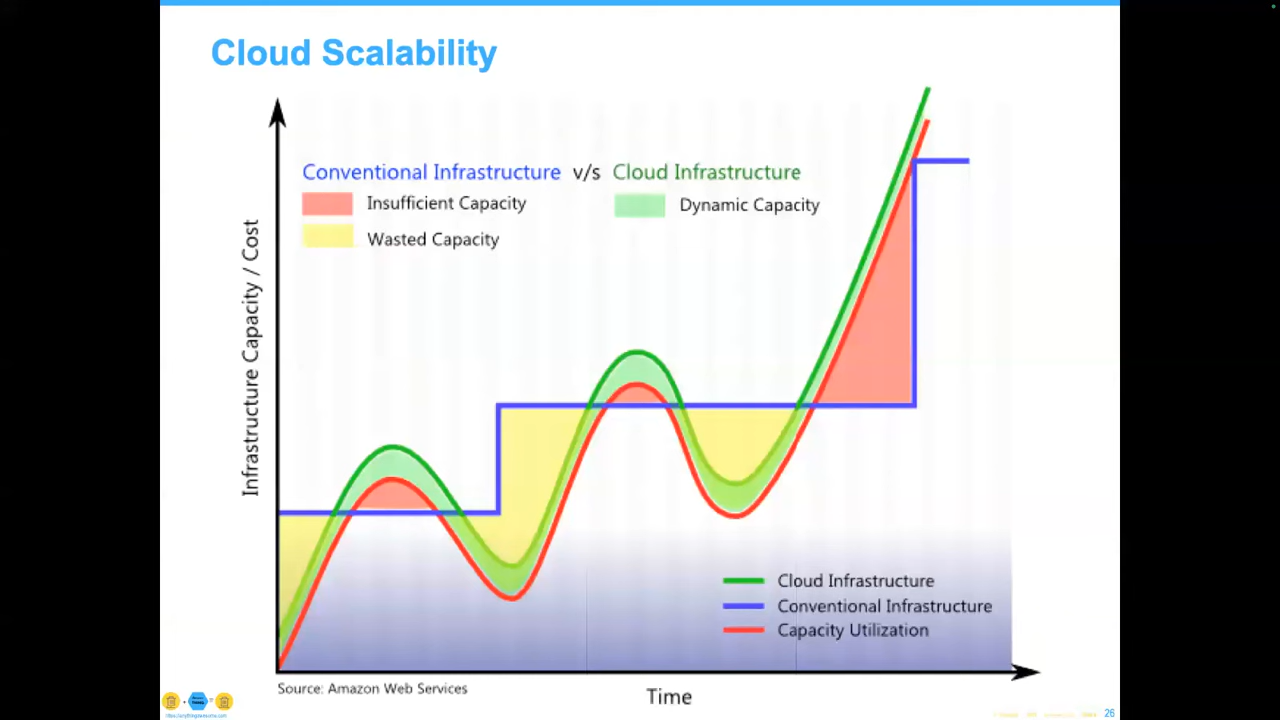 Cloud Scalability
Conventional Infrastructure v/s Cloud Infrastructure
Insufficient Capacity
Dynamic Capacity
Wasted Capacity
Infrastructure Capacity / Cost
Cloud Infrastructure
Conventional Infrastructure
Capacity Utilization
Source: Amazon Web Services
Time
26